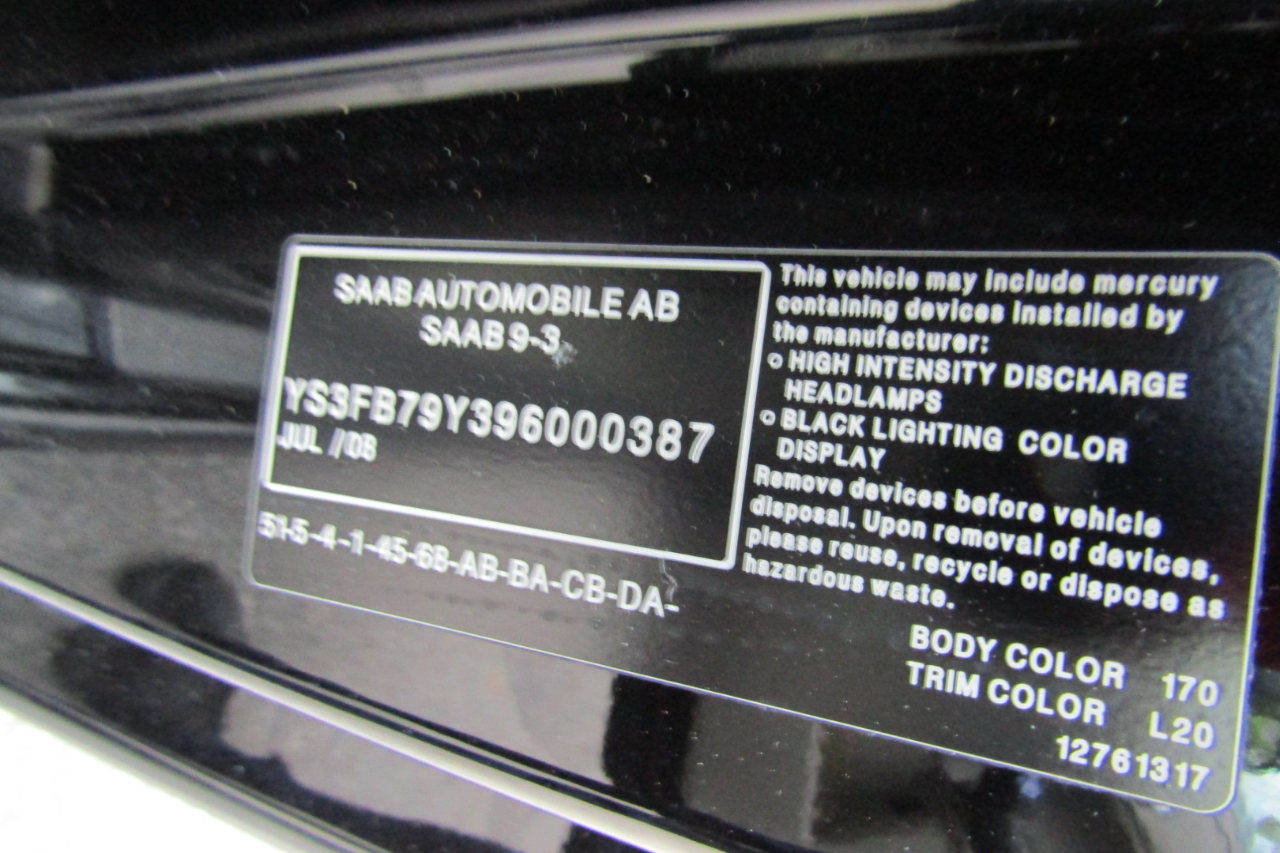 SAAB AUTOMOBILE AB
SAAB 9-3
YS3FB79Y396000387
JUL //08
51-5-4-1-45-6B-AB-BA-CB-DA-
This vehicle may include mercury
containing devices installed by
the manufacturer:
o HIGH INTENSITY DISCHARGE
HEADLAMPS
o BLACK LIGHTING COLOR
DISPLAY
Remove devices before vehicle
disposal. Upon removal of devices,
please reuse, recycle or dispose as
hazardous waste.
BODY COLOR 170
TRIM COLOR L20
12761317